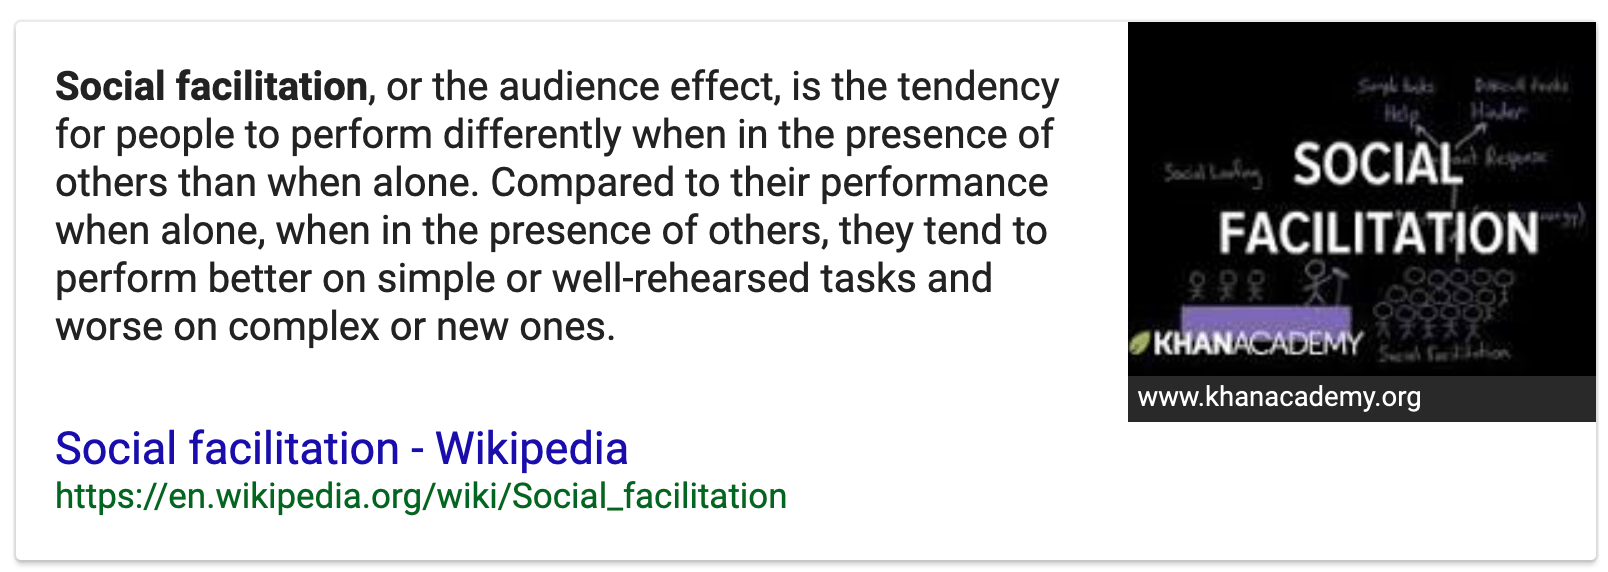 Social facilitation, or the audience effect, is the tendency
for people to perform differently when in the presence of
others than when alone. Compared to their performance
when alone, when in the presence of others, they tend to
perform better on simple or well-rehearsed tasks and
worse on complex or new ones.
Social facilitation - Wikipedia
https://en.wikipedia.org/wiki/Social_facilitation
Simple tasks
Difficult tasks
Help
Hinder
SOCIAL
Response
Social Loafing
FACILITATION
KHANACADEMY
Social Facilitation
www.khanacademy.org